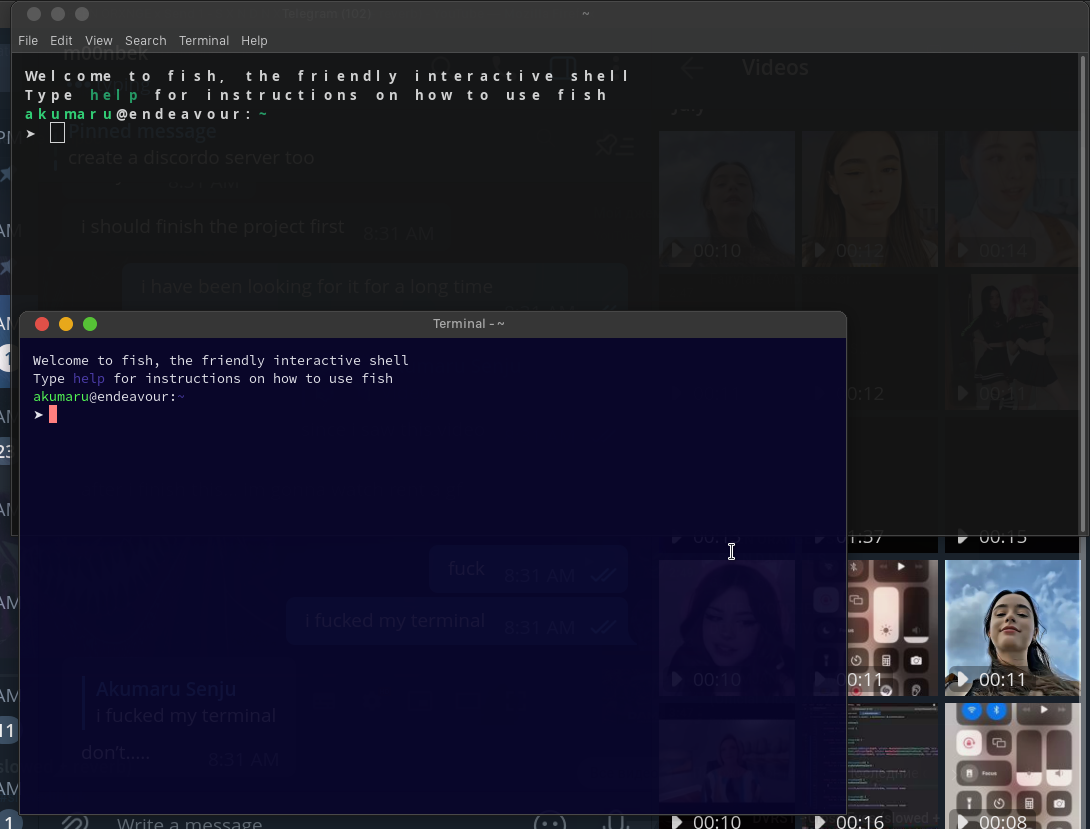 Telegram (102)
~
File Edit View Search Terminal Help
m00nbek
Videos
Welcome to fish, the friendly interactive shell
Type help for instructions on how to use fish
akumaru@endeavour:~
➤
Pinned message
create a discordo server too
8:31 AM
i should finish the project first 8:31 AM
i have been looking for it for a long time
00:10
00:12
00:14
Terminal - ~
Welcome to fish, the friendly interactive shell
Type help for instructions on how to use fish
akumaru@endeavour:~
➤
00:12
00:11
1:37
00:15
fuck 8:31 AM
i fucked my terminal 8:31 AM
00:10
00:11
00:11
Akumaru Senju
i fucked my terminal
don't..... 8:31 AM
Focus
Write a message
00:10
00:16
00:08